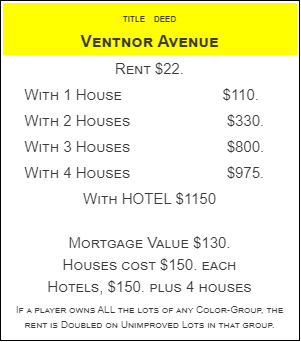 TITLE DEED
VENTNOR AVENUE
RENT $22.
WITH 1 HOUSE $110.
WITH 2 HOUSES $330.
WITH 3 HOUSES $800.
WITH 4 HOUSES $975.
WITH HOTEL $1150
MORTGAGE VALUE $130.
HOUSES COST $150. EACH
HOTELS, $150. PLUS 4 HOUSES
IF A PLAYER OWNS ALL THE LOTS OF ANY COLOR-GROUP, THE
RENT IS DOUBLED ON UNIMPROVED LOTS IN THAT GROUP.